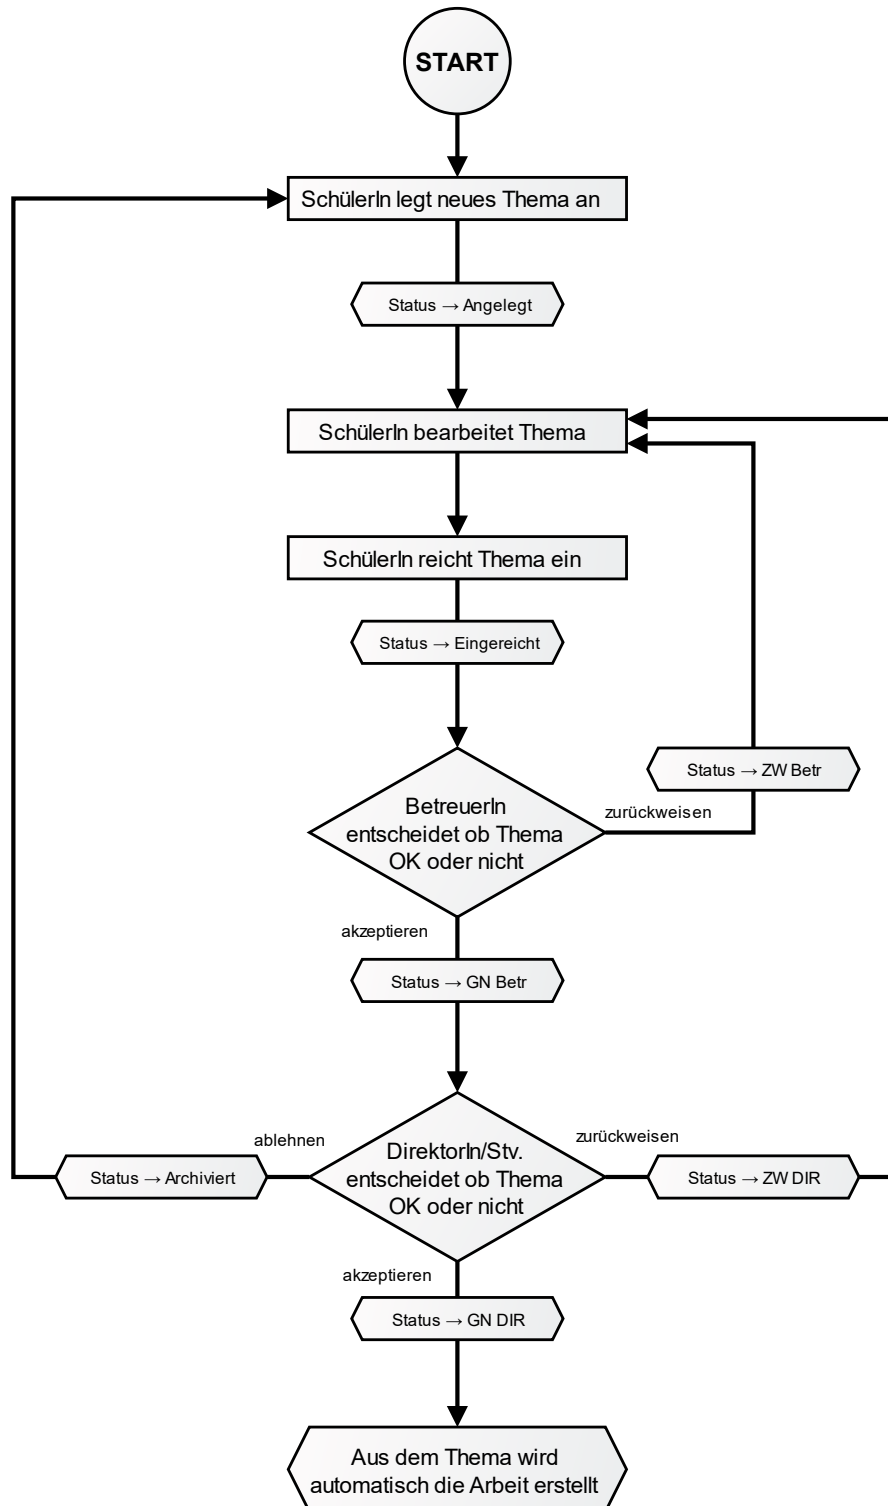 START
SchülerIn legt neues Thema an
Status → Angelegt
SchülerIn bearbeitet Thema
SchülerIn reicht Thema ein
Status → Eingereicht
Status → ZW Betr
BetreuerIn
entscheidet ob Thema
OK oder nicht
zurückweisen
akzeptieren
Status → GN Betr
ablehnen
zurückweisen
DirektorIn/Stv.
entscheidet ob Thema
OK oder nicht
Status → Archiviert
Status → ZW DIR
akzeptieren
Status → GN DIR
Aus dem Thema wird
automatisch die Arbeit erstellt